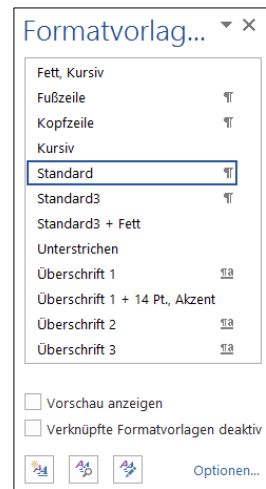 Formatvorlag...
Fett, Kursiv
Fußzeile ¶
Kopfzeile ¶
Kursiv
Standard ¶
Standard3 ¶
Standard3 + Fett
Unterstrichen
Überschrift 1 ¶a
Überschrift 1 + 14 Pt., Akzent
Überschrift 2 ¶a
Überschrift 3 ¶a
Vorschau anzeigen
Verknüpfte Formatvorlagen deaktiv
Optionen...